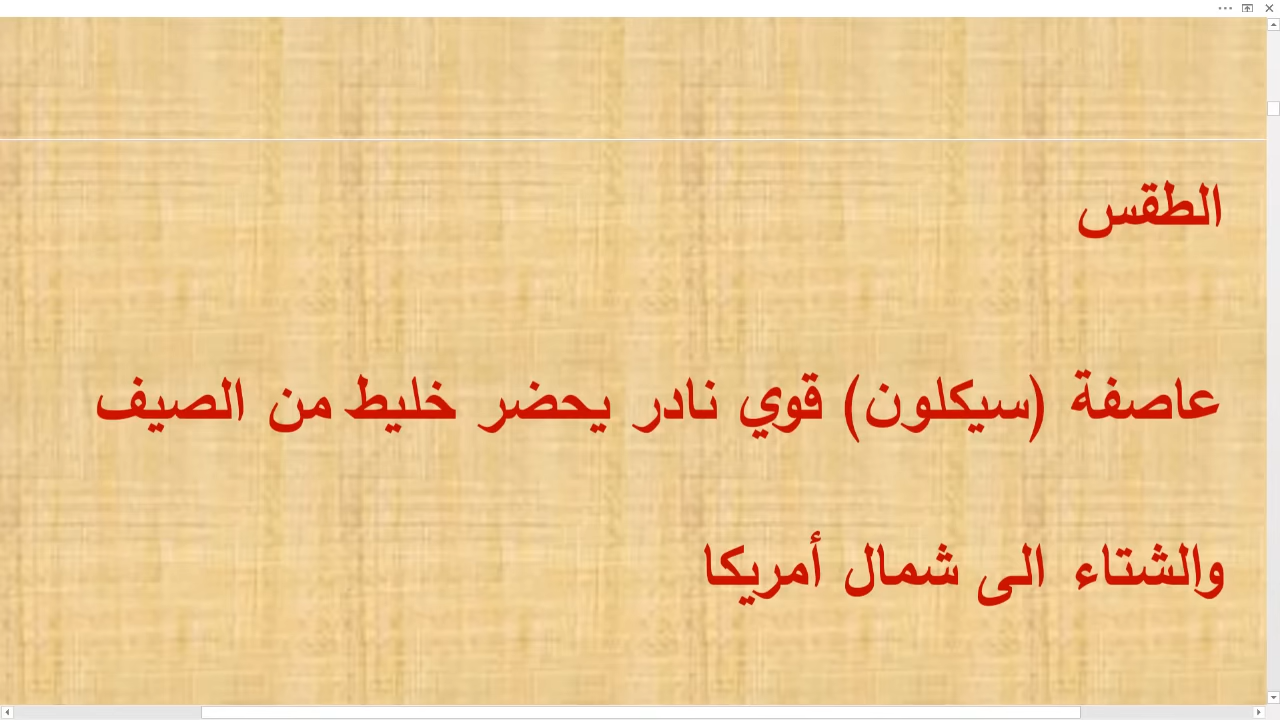 الطقس
عاصفة (سيكلون) قوي نادر يحضر خليط من الصيف
والشتاء الى شمال أمريكا